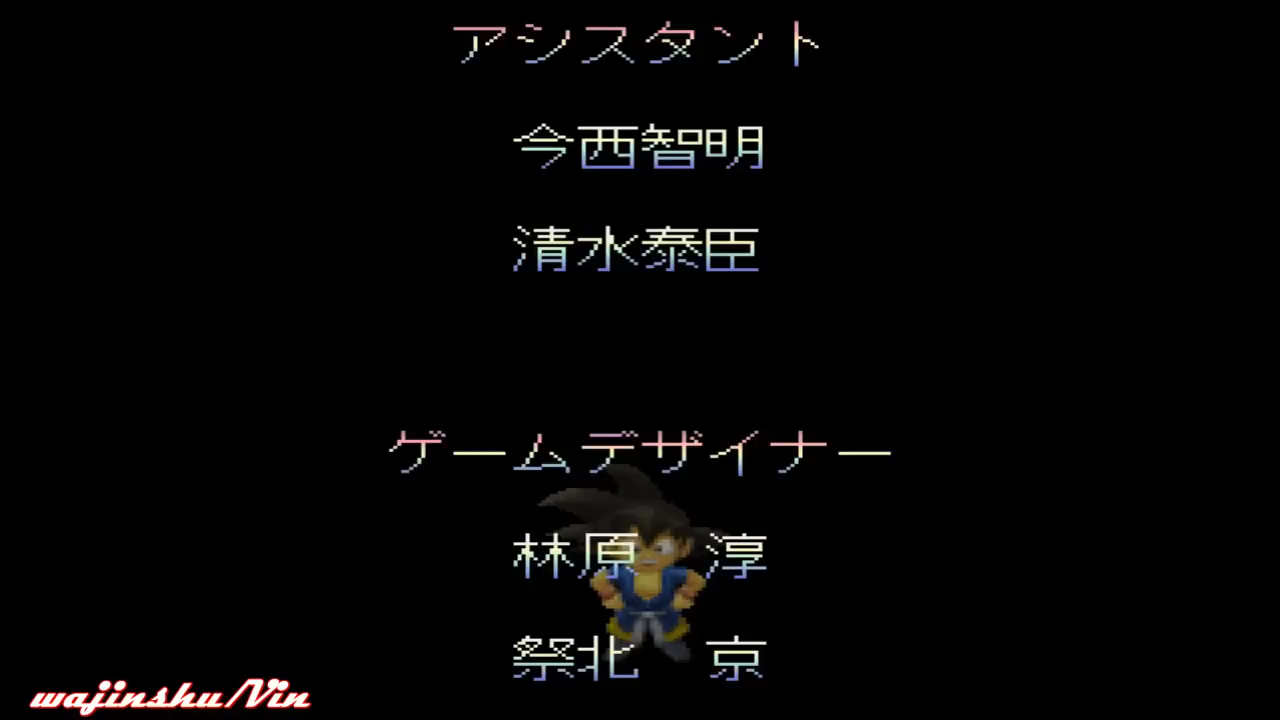 アシスタント
今西智明
清水泰臣
ゲームデザイナー
林原　淳
祭北　京
wajinshu/Vin